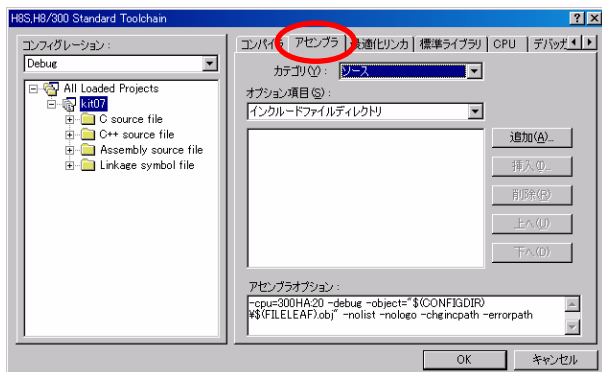 H8S,H8/300 Standard Toolchain
コンフィグレーション：
Debug
All Loaded Projects
kit07
C source file
C++ source file
Assembly source file
Linkage symbol file
コンパイラ アセンブラ 最適化リンカ 標準ライブラリ CPU デバッガ
カテゴリ(Y)： ソース
オプション項目(S)：
インクルードファイルディレクトリ
追加(A)...
挿入(I)...
削除(R)
上へ(U)
下へ(D)
アセンブラオプション：
-cpu=300HA:20 -debug -object="$(CONFIGDIR)
¥$(FILELEAF).obj" -nolist -nologo -chgincpath -errorpath
OK キャンセル